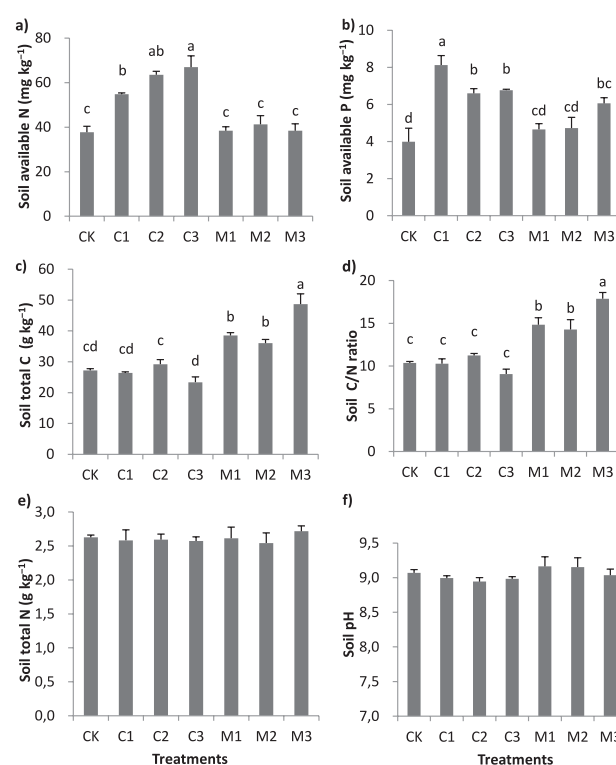 a)
Soil available N (mg kg⁻¹)
80
60
40
20
0
c
b
ab
a
c
c
c
CK C1 C2 C3 M1 M2 M3
b)
Soil available P (mg kg⁻¹)
10
8
6
4
2
0
d
a
b
b
cd
cd
bc
CK C1 C2 C3 M1 M2 M3
c)
Soil total C (g kg⁻¹)
60
50
40
30
20
10
0
cd
cd
c
d
b
b
a
CK C1 C2 C3 M1 M2 M3
d)
Soil C/N ratio
20
15
10
5
0
c
c
c
c
b
b
a
CK C1 C2 C3 M1 M2 M3
e)
Soil total N (g kg⁻¹)
3,0
2,5
2,0
1,5
1,0
0,5
0,0
CK C1 C2 C3 M1 M2 M3
Treatments
f)
Soil pH
9,5
9,0
8,5
8,0
7,5
7,0
CK C1 C2 C3 M1 M2 M3
Treatments